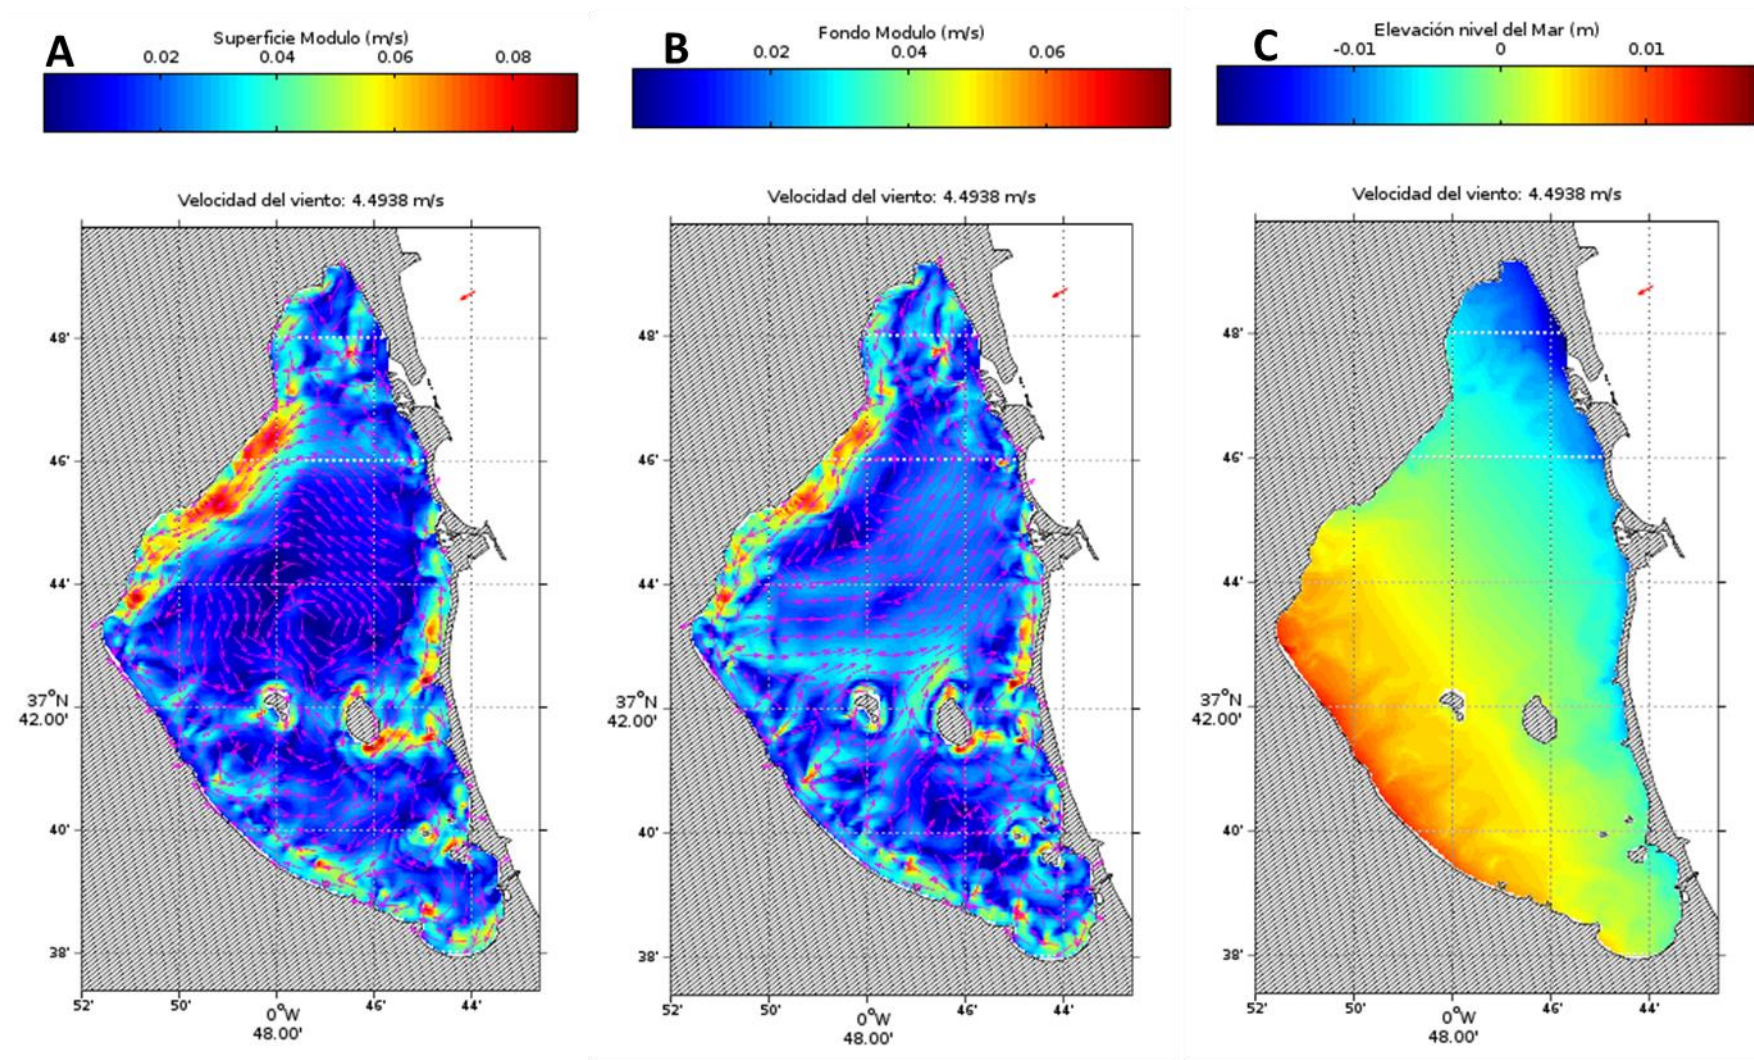 A
Superficie Modulo (m/s)
0.02 0.04 0.06 0.08
Velocidad del viento: 4.4938 m/s
48'
46'
44'
37°N
42.00'
40'
38'
52' 50' 0°W 46' 44'
48.00'
B
Fondo Modulo (m/s)
0.02 0.04 0.06
Velocidad del viento: 4.4938 m/s
48'
46'
44'
37°N
42.00'
40'
38'
52' 50' 0°W 46' 44'
48.00'
C
Elevación nivel del Mar (m)
-0.01 0 0.01
Velocidad del viento: 4.4938 m/s
48'
46'
44'
37°N
42.00'
40'
38'
52' 50' 0°W 46' 44'
48.00'